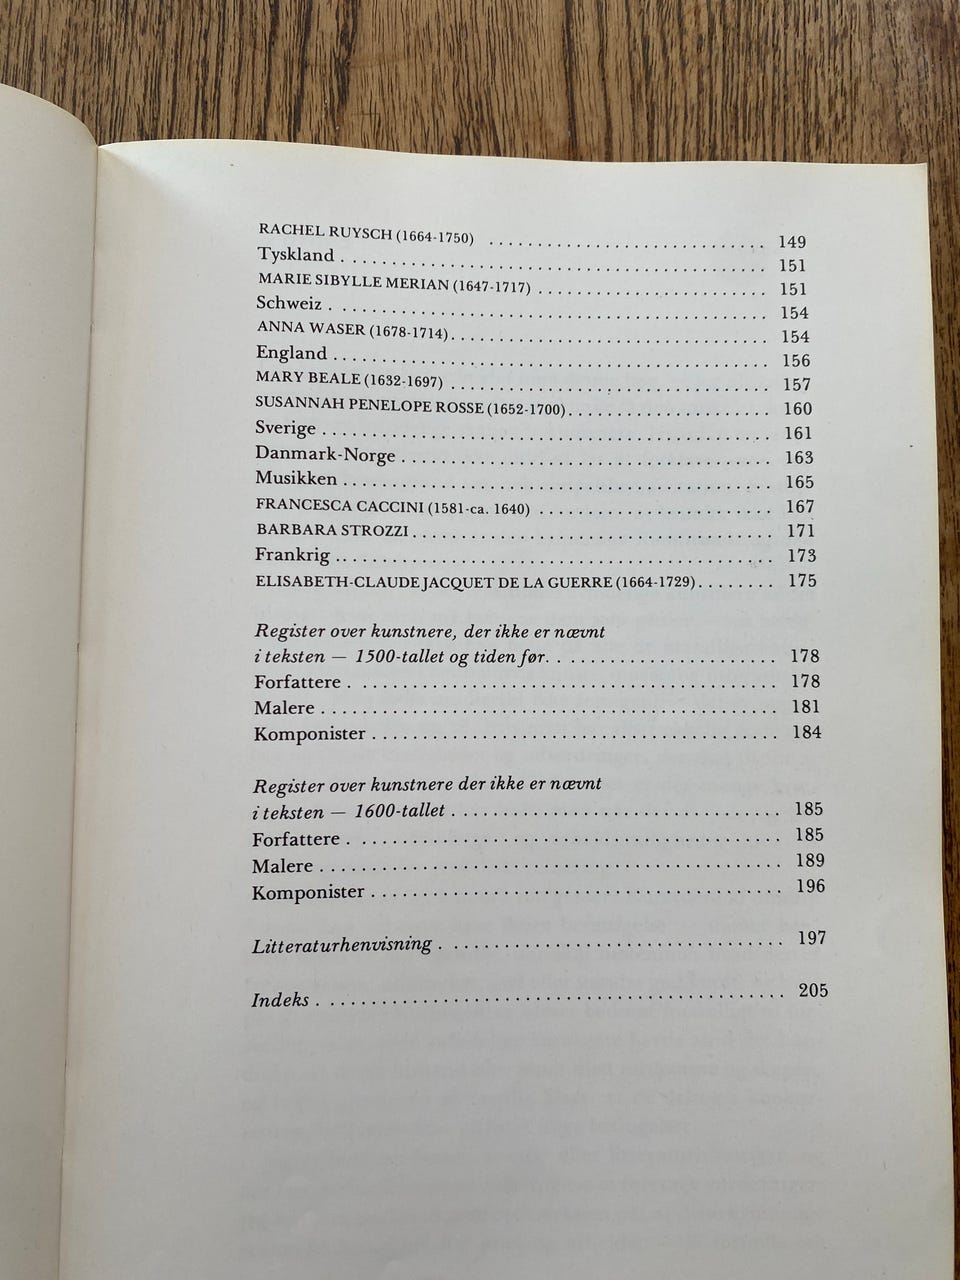 RACHEL RUYSCH (1664-1750) . . . . . . . . . . . . . . . . . . . . . . . . . . . . 149
Tyskland . . . . . . . . . . . . . . . . . . . . . . . . . . . . . . . . . . . . . . . . . . 151
MARIE SIBYLLE MERIAN (1647-1717) . . . . . . . . . . . . . . . . . . . . . . . 151
Schweiz . . . . . . . . . . . . . . . . . . . . . . . . . . . . . . . . . . . . . . . . . . . 154
ANNA WASER (1678-1714) . . . . . . . . . . . . . . . . . . . . . . . . . . . . . . . 154
England . . . . . . . . . . . . . . . . . . . . . . . . . . . . . . . . . . . . . . . . . . . 156
MARY BEALE (1632-1697) . . . . . . . . . . . . . . . . . . . . . . . . . . . . . . . 157
SUSANNAH PENELOPE ROSSE (1652-1700) . . . . . . . . . . . . . . . . . . . . 160
Sverige . . . . . . . . . . . . . . . . . . . . . . . . . . . . . . . . . . . . . . . . . . . . 161
Danmark-Norge . . . . . . . . . . . . . . . . . . . . . . . . . . . . . . . . . . . . . 163
Musikken . . . . . . . . . . . . . . . . . . . . . . . . . . . . . . . . . . . . . . . . . . 165
FRANCESCA CACCINI (1581-ca. 1640) . . . . . . . . . . . . . . . . . . . . . . . 167
BARBARA STROZZI . . . . . . . . . . . . . . . . . . . . . . . . . . . . . . . . . . . . 171
Frankrig . . . . . . . . . . . . . . . . . . . . . . . . . . . . . . . . . . . . . . . . . . . 173
ELISABETH-CLAUDE JACQUET DE LA GUERRE (1664-1729) . . . . . . . . 175
Register over kunstnere, der ikke er nævnt
i teksten — 1500-tallet og tiden før . . . . . . . . . . . . . . . . . . . . . . . 178
Forfattere . . . . . . . . . . . . . . . . . . . . . . . . . . . . . . . . . . . . . . . . . . 178
Malere . . . . . . . . . . . . . . . . . . . . . . . . . . . . . . . . . . . . . . . . . . . . 181
Komponister . . . . . . . . . . . . . . . . . . . . . . . . . . . . . . . . . . . . . . . . 184
Register over kunstnere der ikke er nævnt
i teksten — 1600-tallet . . . . . . . . . . . . . . . . . . . . . . . . . . . . . . . . 185
Forfattere . . . . . . . . . . . . . . . . . . . . . . . . . . . . . . . . . . . . . . . . . . 185
Malere . . . . . . . . . . . . . . . . . . . . . . . . . . . . . . . . . . . . . . . . . . . . 189
Komponister . . . . . . . . . . . . . . . . . . . . . . . . . . . . . . . . . . . . . . . . 196
Litteraturhenvisning . . . . . . . . . . . . . . . . . . . . . . . . . . . . . . . . . . 197
Indeks . . . . . . . . . . . . . . . . . . . . . . . . . . . . . . . . . . . . . . . . . . . . 205